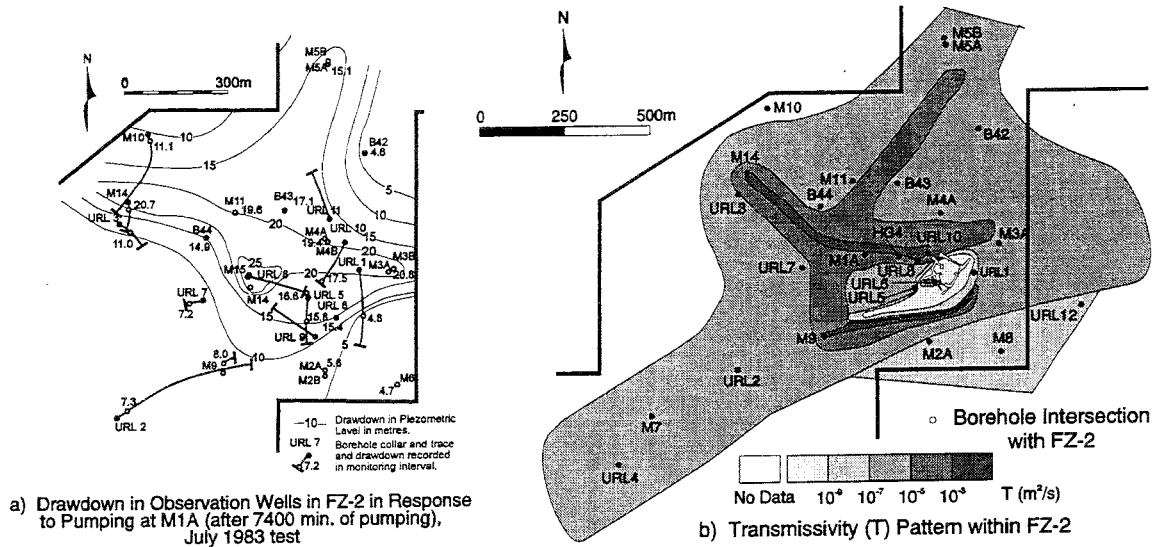 N
0 300m
M5B
M5A 15.1
M10 11.1
10
15
B42
4.6
5
10
M14
20.7
M11
19.6
B43
17.1
URL 11
20
15
URL 3
11.0
B44
14.9
M4A
19.4
M4B
URL 10
20
URL 1
M3A M3B
20.8
25
M15
URL 8
20
17.5
M14
16.8
URL 5
URL 7
7.2
15
15.8
URL 6
15.4
4.8
URL 9
5
8.0
M9
10
M2A 5.6
M2B
4.7
7.3
URL 2
—10— Drawdown in Piezometric
Level in metres.
URL 7 Borehole collar and trace
and drawdown recorded
7.2 in monitoring interval.
a) Drawdown in Observation Wells in FZ-2 in Response
to Pumping at M1A (after 7400 min. of pumping),
July 1983 test
N
0 250 500m
M5B
M5A
M10
B42
M14
M11
B43
URL3
B44
M4A
HG4
URL10
M3A
M1A
URL7
URL8
URL1
URL6
URL5
URL12
M9
M2A
M8
URL2
M7
URL4
○ Borehole Intersection
with FZ-2
No Data 10⁻⁷ T (m²/s)
b) Transmissivity (T) Pattern within FZ-2